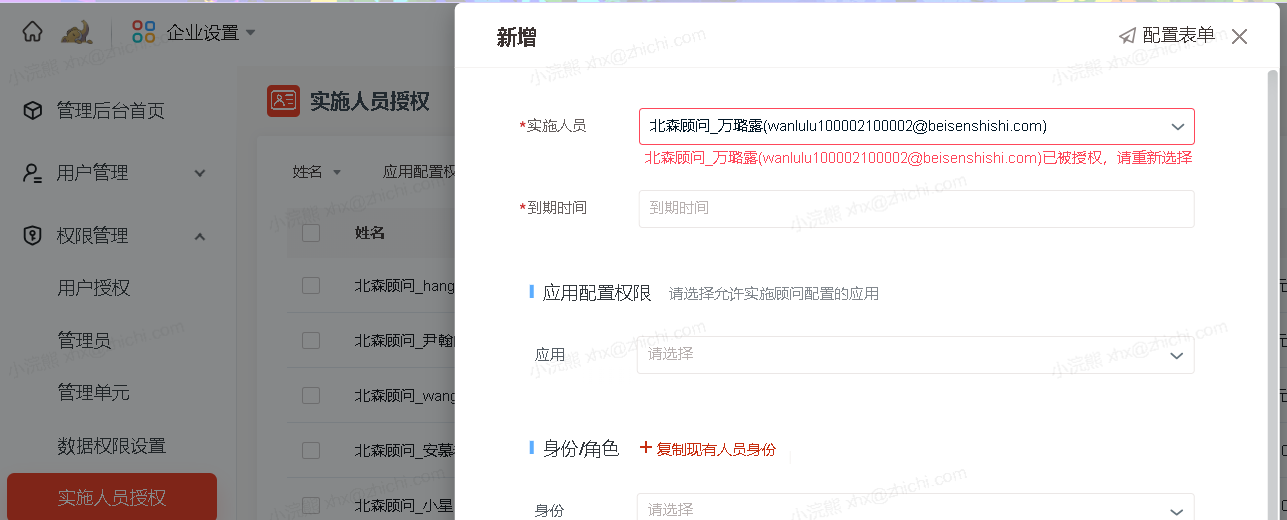 企业设置
管理后台首页
用户管理
权限管理
用户授权
管理员
管理单元
数据权限设置
实施人员授权
实施人员授权
姓名 应用配置权
姓名
北森顾问_hang
北森顾问_尹翰
北森顾问_wang
北森顾问_安慕
北森顾问_小星
新增
配置表单
*实施人员
北森顾问_万璐露(wanlulu100002100002@beisenshishi.com)
北森顾问_万璐露(wanlulu100002100002@beisenshishi.com)已被授权，请重新选择
*到期时间
到期时间
应用配置权限 请选择允许实施顾问配置的应用
应用
请选择
身份/角色
+ 复制现有人员身份
身份
请选择
小浣熊 xhx@zhichi.com